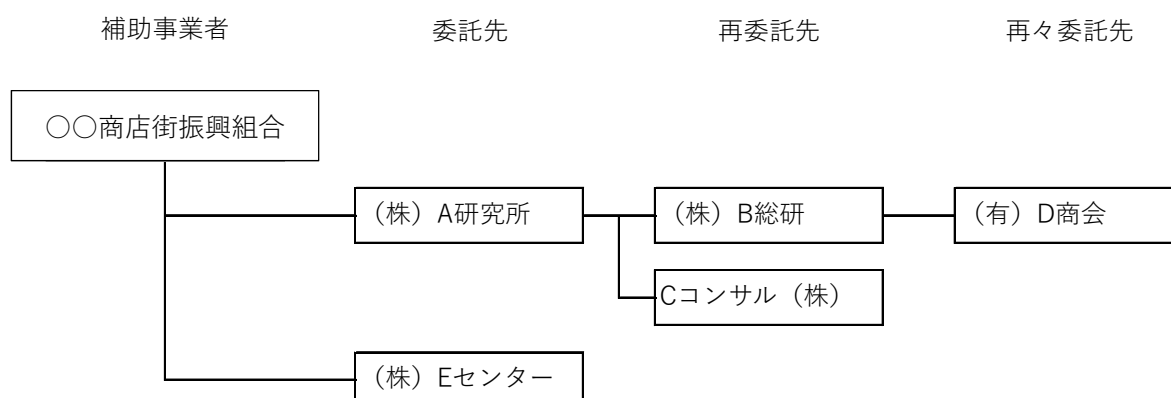 補助事業者 委託先 再委託先 再々委託先
○○商店街振興組合
（株）A研究所 （株）B総研 （有）D商会
Cコンサル（株）
（株）Eセンター